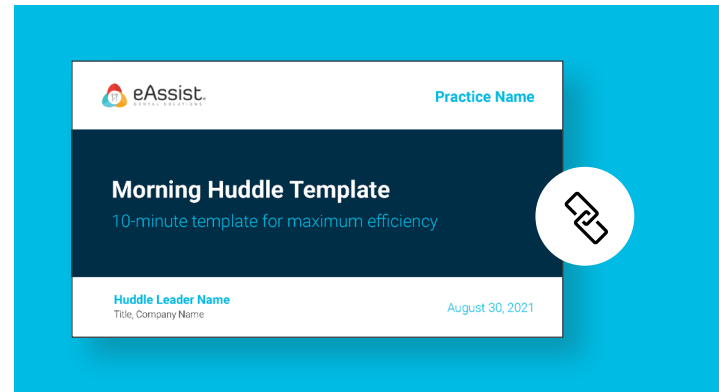 eAssist.
DENTAL SOLUTIONS
Practice Name
Morning Huddle Template
10-minute template for maximum efficiency
Huddle Leader Name
Title, Company Name
August 30, 2021